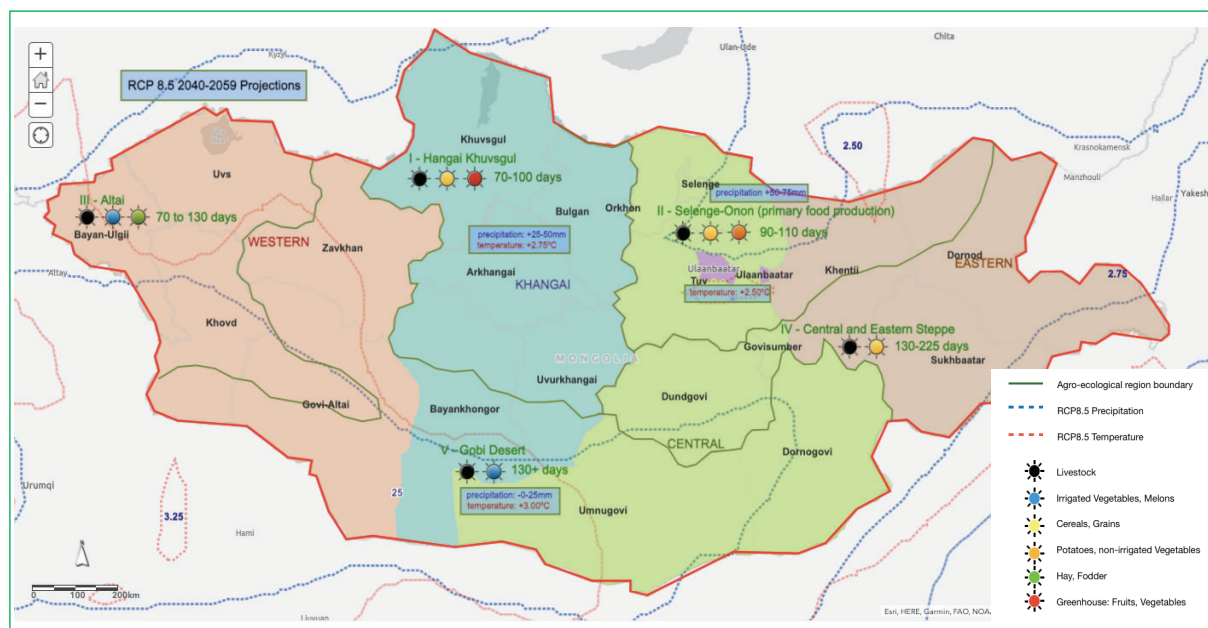 Chita
Ulan-Ude
Kyzyl
+
−
RCP 8.5 2040-2059 Projections
Khuvsgul
2.50
Krasnokamensk
I - Hangai Khuvsgul
70-100 days
Uvs
Selenge
Manzhouli
precipitation +50-75mm
Hailar
Yakesh
III - Altai
70 to 130 days
Bayan-Ulgii
Bulgan
Orkhon
II - Selenge-Onon (primary food production)
90-110 days
WESTERN
Zavkhan
precipitation: +25-50mm
temperature: +2.75ºC
Dornod
EASTERN
Altay
Arkhangai
KHANGAI
Ulaanbaatar
Ulaanbaatar
Tuv
Khentii
2.75
temperature: +2.50ºC
Khovd
IV - Central and Eastern Steppe
130-225 days
Govisumber
Sukhbaatar
MONGOLIA
Uvurkhangai
Govi-Altai
Bayankhongor
Dundgovi
CENTRAL
V - Gobi Desert
130+ days
Dornogovi
Urumqi
25
precipitation: -0-25mm
temperature: +3.00ºC
Umnugovi
3.25
Hami
0 100 200km
Esri, HERE, Garmin, FAO, NOAA
Agro-ecological region boundary
RCP8.5 Precipitation
RCP8.5 Temperature
Livestock
Irrigated Vegetables, Melons
Cereals, Grains
Potatoes, non-irrigated Vegetables
Hay, Fodder
Greenhouse: Fruits, Vegetables